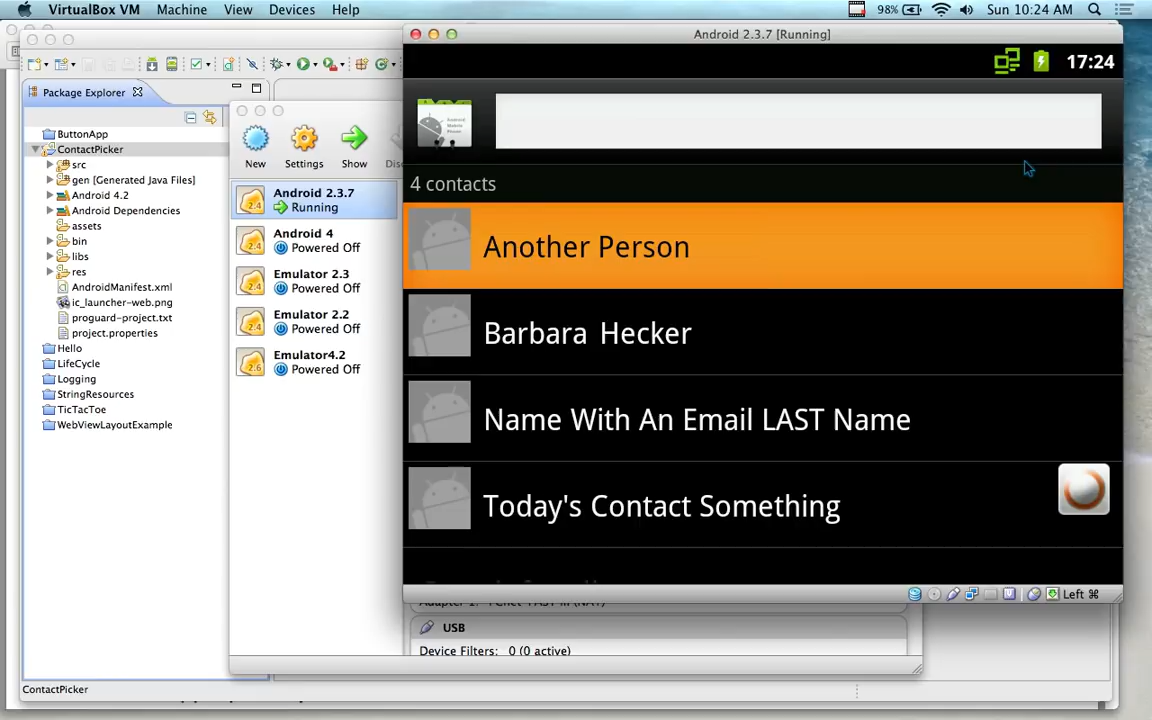 VirtualBox VM Machine View Devices Help
98% Sun 10:24 AM
Android 2.3.7 [Running]
17:24
Package Explorer
ButtonApp
ContactPicker
src
gen [Generated Java Files]
Android 4.2
Android Dependencies
assets
bin
libs
res
AndroidManifest.xml
ic_launcher-web.png
proguard-project.txt
project.properties
Hello
LifeCycle
Logging
StringResources
TicTacToe
WebViewLayoutExample
ContactPicker
New Settings Show
Android 2.3.7
Running
Android 4
Powered Off
Emulator 2.3
Powered Off
Emulator 2.2
Powered Off
Emulator4.2
Powered Off
4 contacts
Another Person
Barbara Hecker
Name With An Email LAST Name
Today's Contact Something
Left ⌘
USB
Device Filters: 0 (0 active)